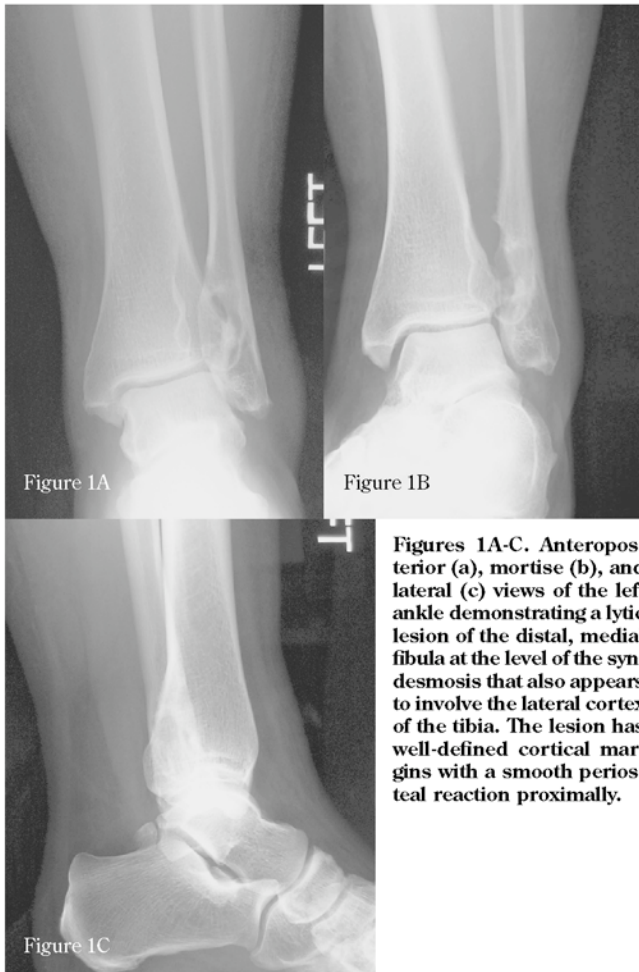 LEFT
Figure 1A
Figure 1B
Figure 1C
Figures 1A-C. Anteropos
terior (a), mortise (b), and
lateral (c) views of the lef
ankle demonstrating a lytic
lesion of the distal, media
fibula at the level of the syn
desmosis that also appears
to involve the lateral cortex
of the tibia. The lesion has
well-defined cortical mar
gins with a smooth perios
teal reaction proximally.